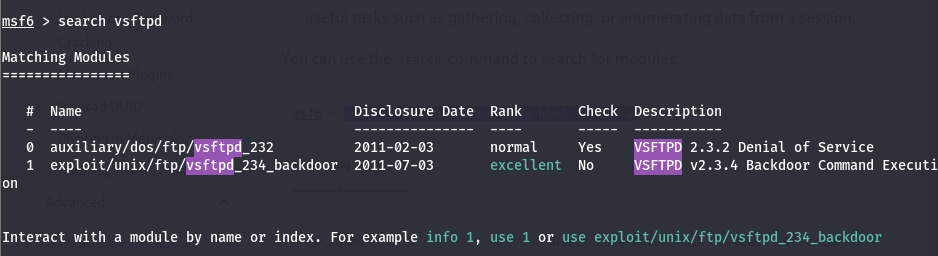 useful tasks such as gathering, collecting, or enumerating data from a session.
msf6 > search vsftpd
You can use the search command to search for modules:
Matching Modules
================
   #  Name                                  Disclosure Date  Rank       Check  Description
   -  ----                                  ---------------  ----       -----  -----------
   0  auxiliary/dos/ftp/vsftpd_232          2011-02-03       normal     Yes    VSFTPD 2.3.2 Denial of Service
   1  exploit/unix/ftp/vsftpd_234_backdoor  2011-07-03       excellent  No     VSFTPD v2.3.4 Backdoor Command Executi
on
Advanced
Interact with a module by name or index. For example info 1, use 1 or use exploit/unix/ftp/vsftpd_234_backdoor